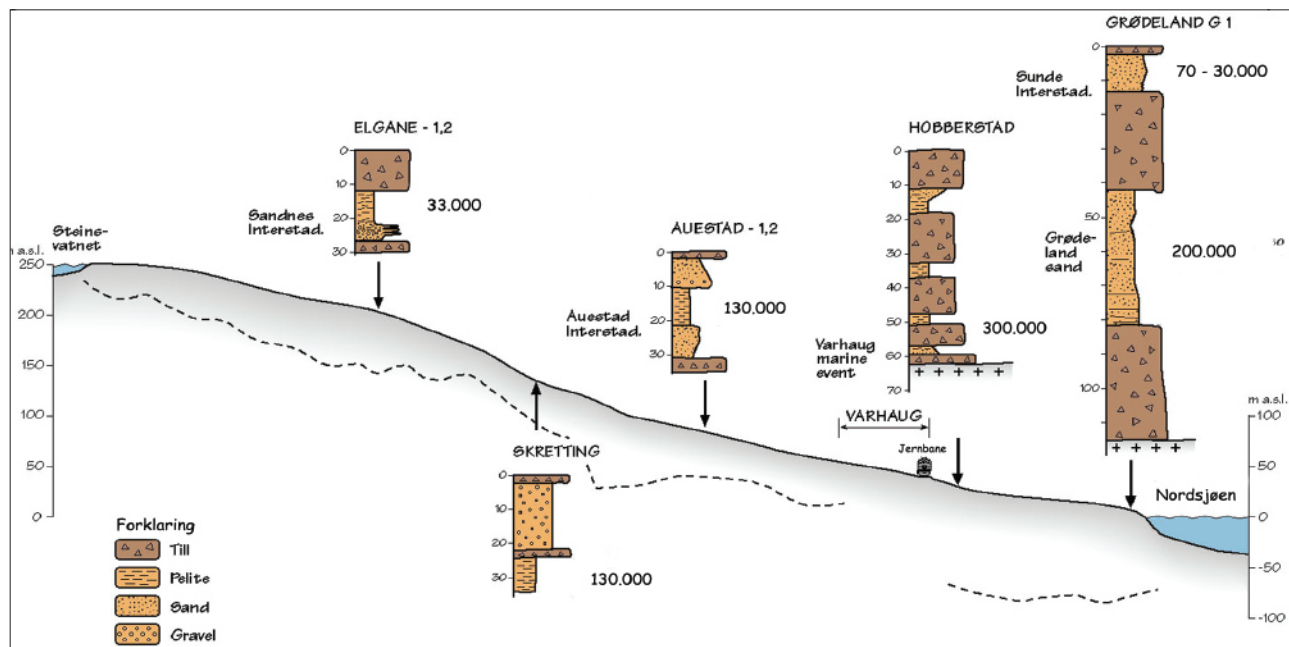 GRØDELAND G 1
0
Sunde
Interstad.
70 - 30.000
50
Grøde-
land
sand
200.000
100
HOBBERSTAD
0
10
20
30
40
50
60
70
300.000
Varhaug
marine
event
ELGANE - 1,2
0
10
20
30
33.000
Sandnes
Interstad.
AUESTAD - 1,2
0
10
20
30
130.000
Auestad
Interstad.
Steins-
vatnet
m a.s.l.
250
200
150
100
50
0
VARHAUG
Jernbane
SKRETTING
0
10
20
30
130.000
m a.s.l.
100
50
0
-50
-100
Nordsjøen
Forklaring
Till
Pelite
Sand
Gravel